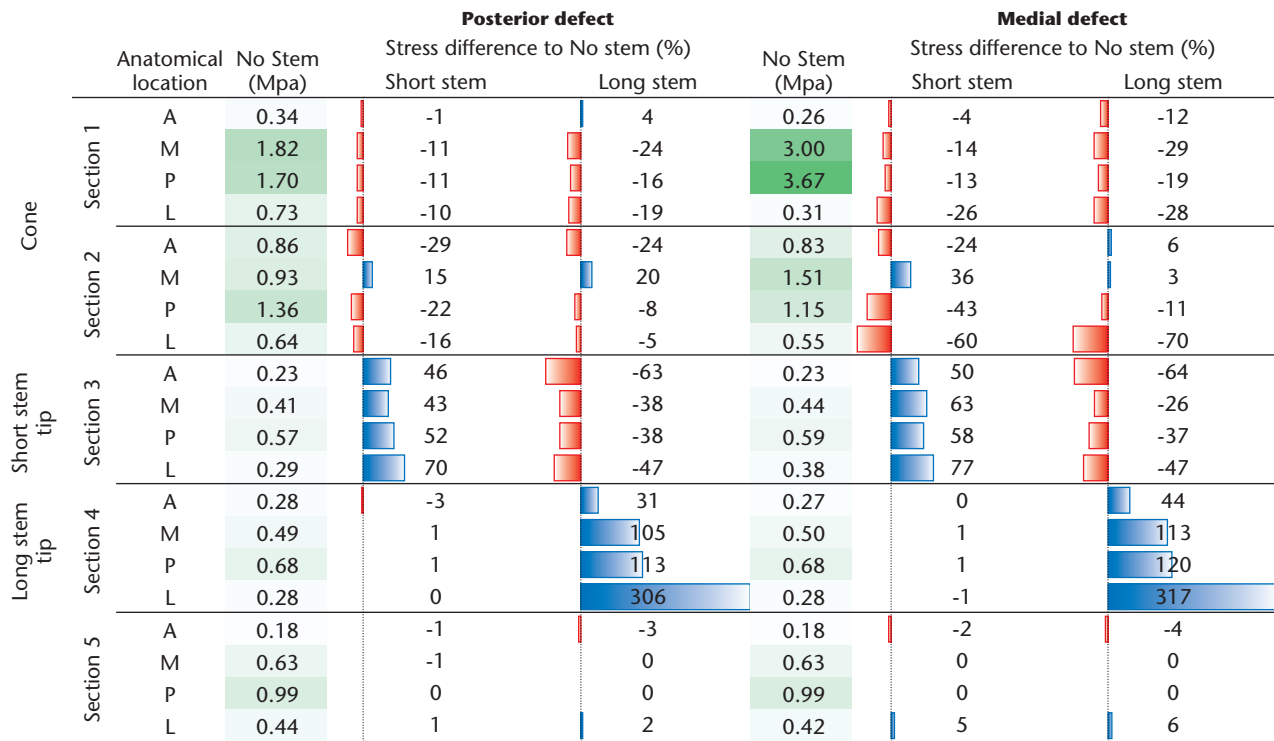 Posterior defect Medial defect
Anatomical location No Stem (Mpa) Stress difference to No stem (%) No Stem (Mpa) Stress difference to No stem (%)
Short stem Long stem Short stem Long stem
Cone
Section 1
A 0.34 -1 4 0.26 -4 -12
M 1.82 -11 -24 3.00 -14 -29
P 1.70 -11 -16 3.67 -13 -19
L 0.73 -10 -19 0.31 -26 -28
Section 2
A 0.86 -29 -24 0.83 -24 6
M 0.93 15 20 1.51 36 3
P 1.36 -22 -8 1.15 -43 -11
L 0.64 -16 -5 0.55 -60 -70
Short stem tip
Section 3
A 0.23 46 -63 0.23 50 -64
M 0.41 43 -38 0.44 63 -26
P 0.57 52 -38 0.59 58 -37
L 0.29 70 -47 0.38 77 -47
Long stem tip
Section 4
A 0.28 -3 31 0.27 0 44
M 0.49 1 105 0.50 1 113
P 0.68 1 113 0.68 1 120
L 0.28 0 306 0.28 -1 317
Section 5
A 0.18 -1 -3 0.18 -2 -4
M 0.63 -1 0 0.63 0 0
P 0.99 0 0 0.99 0 0
L 0.44 1 2 0.42 5 6